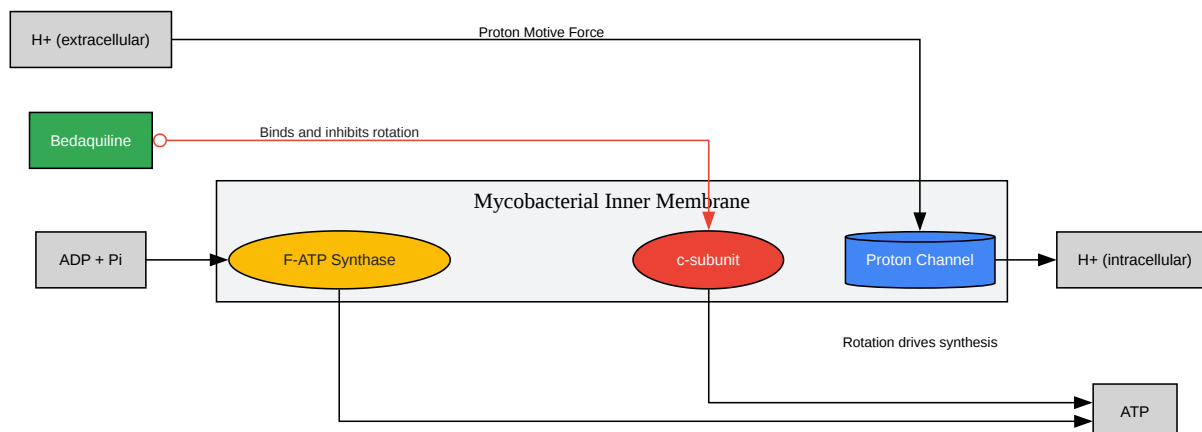 H+ (extracellular)
Proton Motive Force
Bedaquiline
Binds and inhibits rotation
Mycobacterial Inner Membrane
ADP + Pi
F-ATP Synthase
c-subunit
Proton Channel
H+ (intracellular)
Rotation drives synthesis
ATP